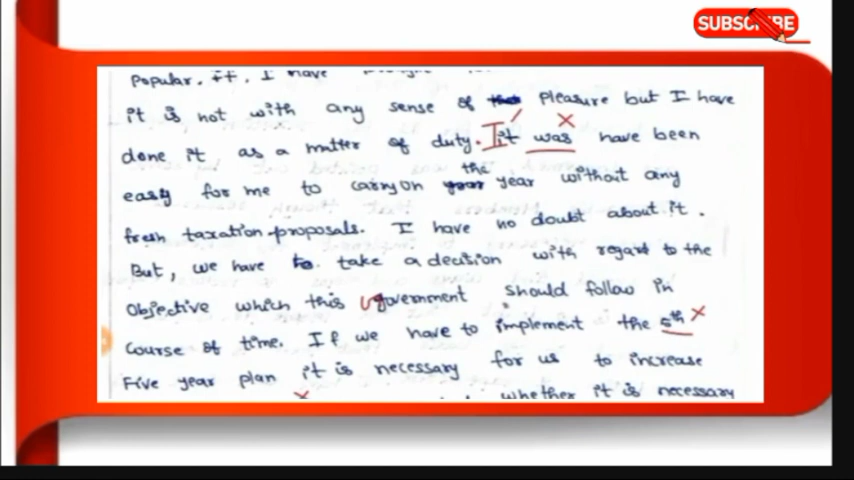 SUBSCRIBE
Popular. If, I have
it is not with any sense of pleasure but I have
done it as a matter of duty. It was have been
easy for me to carry on the year without any
fresh taxation proposals. I have no doubt about it.
But, we have to take a decition with regard to the
Objective which this government should follow in
Course of time. If we have to implement the 5th
Five year plan it is necessary for us to increase
whether it is necessary